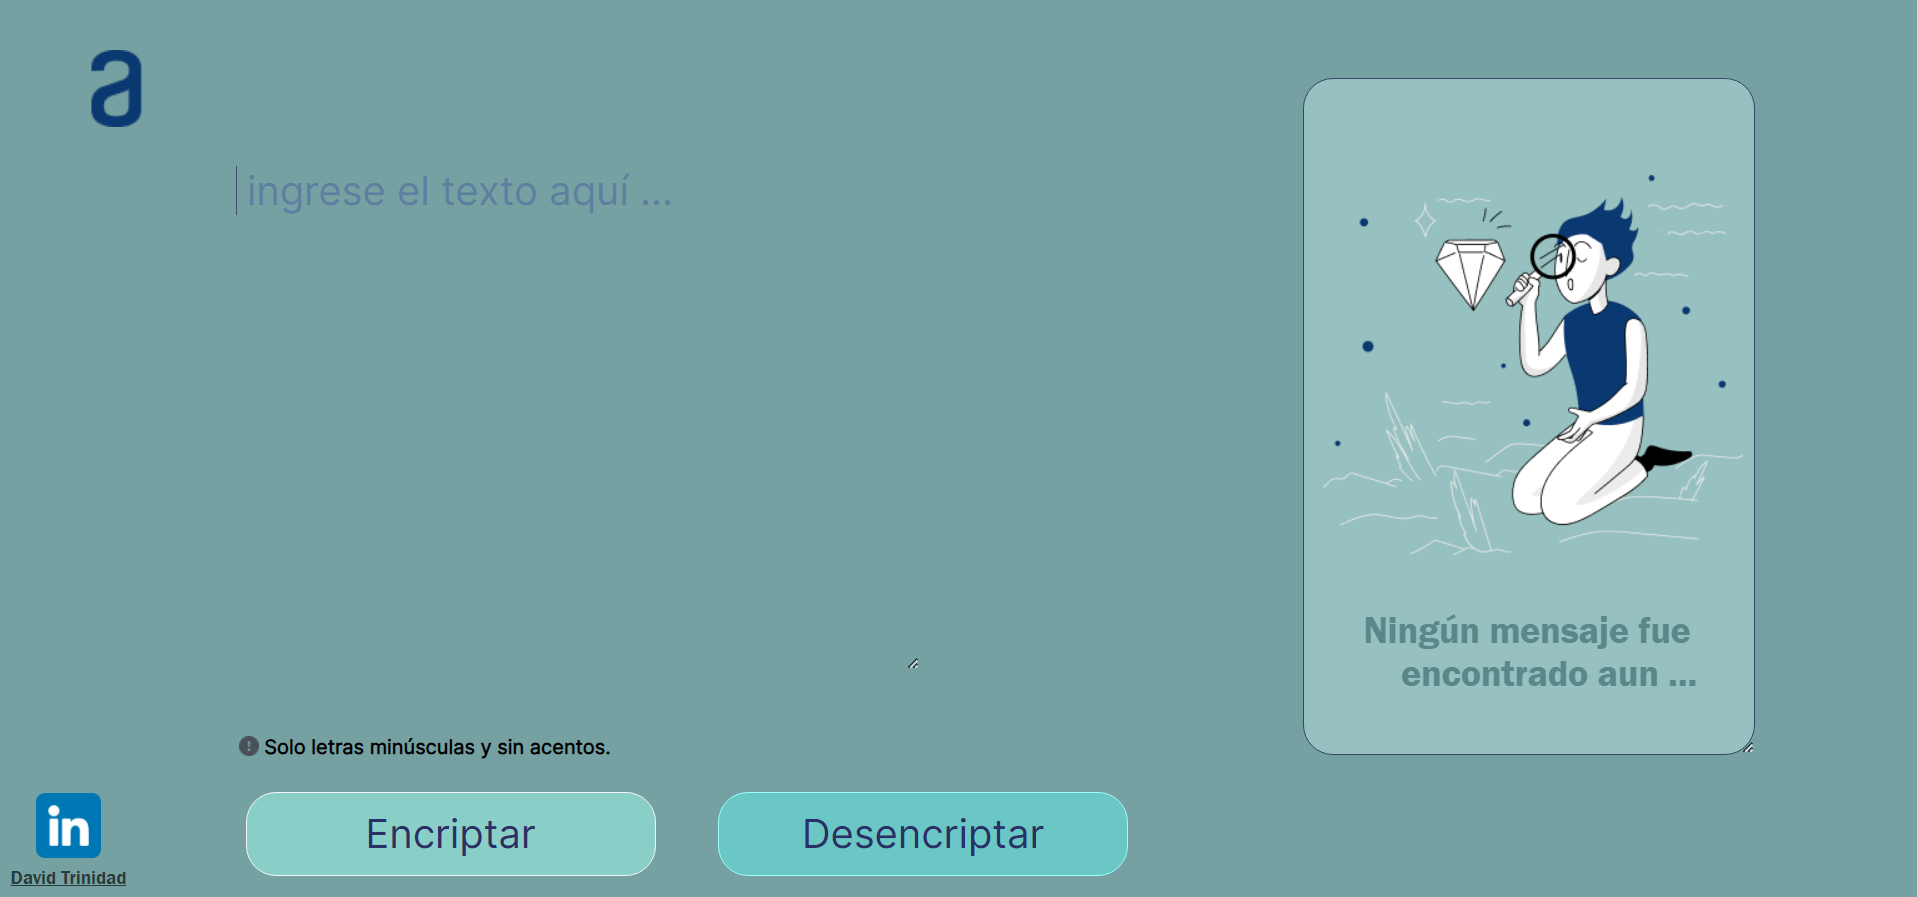 a
ingrese el texto aquí ...
Ningún mensaje fue
encontrado aun ...
! Solo letras minúsculas y sin acentos.
Encriptar
Desencriptar
in
David Trinidad